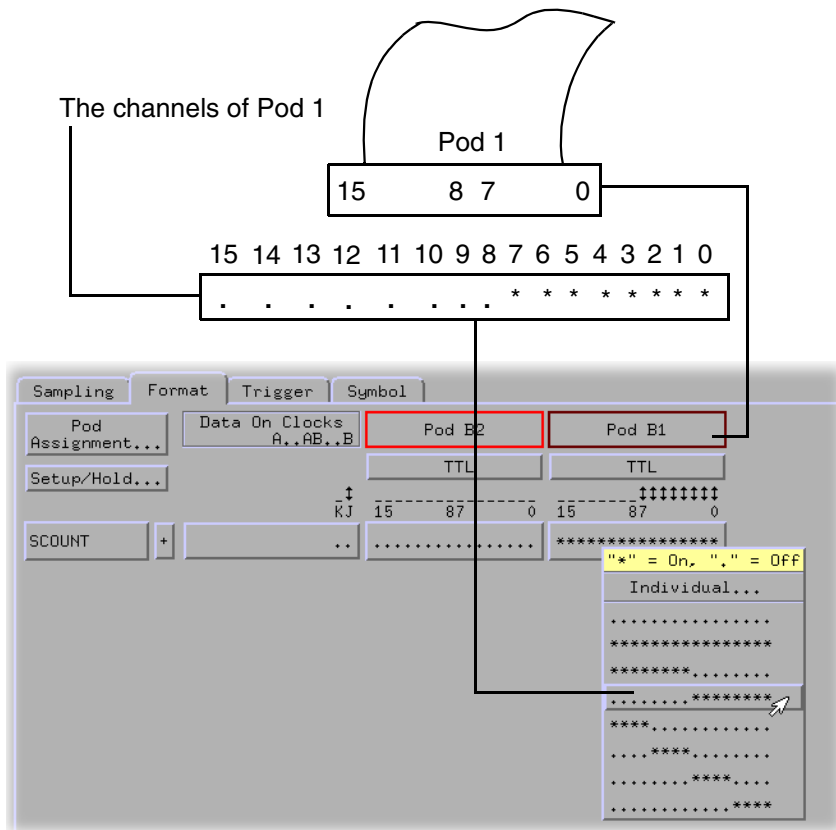 The channels of Pod 1
Pod 1
15 8 7 0
15 14 13 12 11 10 9 8 7 6 5 4 3 2 1 0
. . . . . . . . * * * * * * * *
Sampling Format Trigger Symbol
Pod Assignment...
Data On Clocks
A..AB..B
Pod B2
Pod B1
Setup/Hold...
TTL
TTL
KJ 15 87 0 15 87 0
SCOUNT + .. ................ ****************
"*" = On, "." = Off
Individual...
................
****************
********........
........********
****............
....****........
........****....
............****